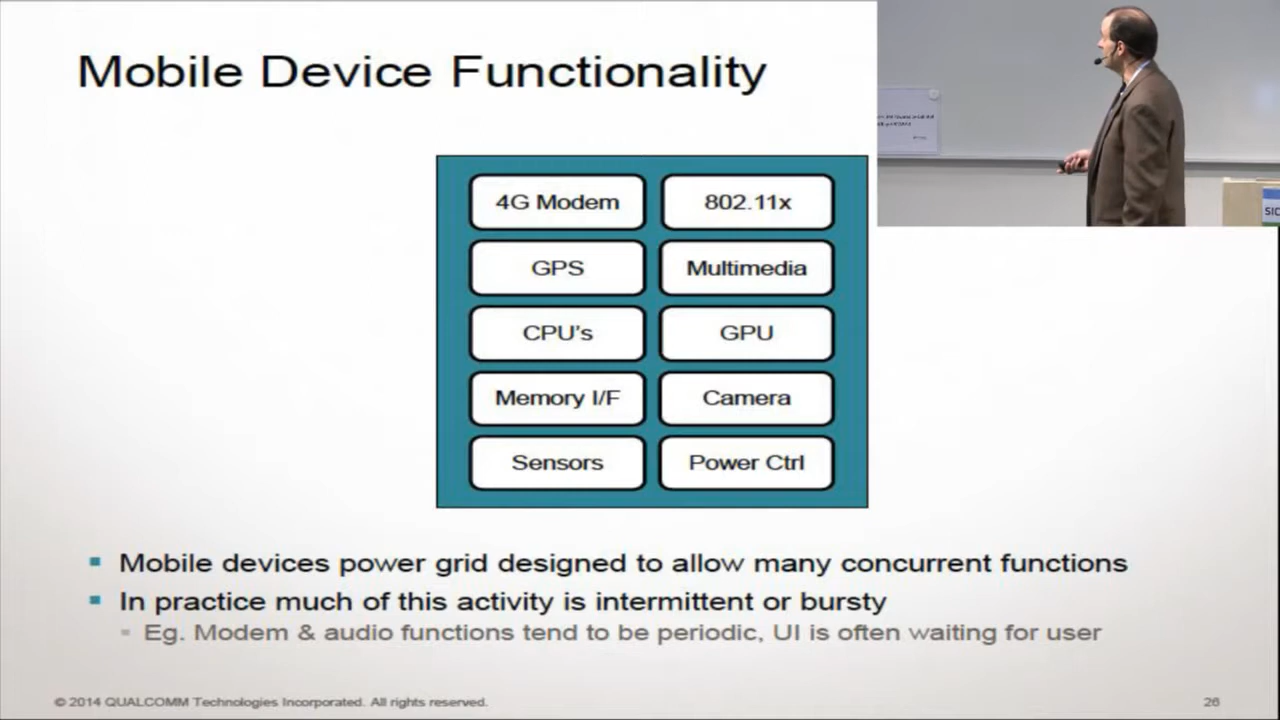 Mobile Device Functionality
4G Modem
802.11x
GPS
Multimedia
CPU's
GPU
Memory I/F
Camera
Sensors
Power Ctrl
Mobile devices power grid designed to allow many concurrent functions
In practice much of this activity is intermittent or bursty
Eg. Modem & audio functions tend to be periodic, UI is often waiting for user
© 2014 QUALCOMM Technologies Incorporated. All rights reserved.
26